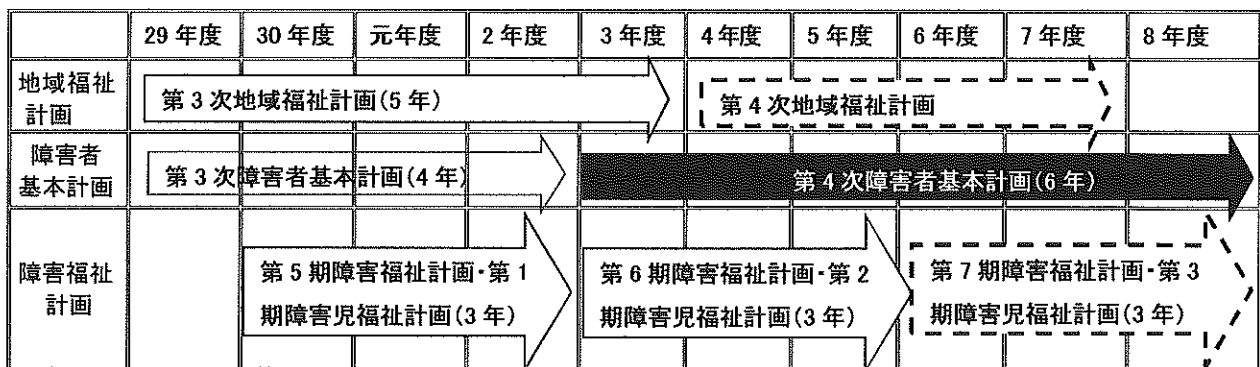 29年度 30年度 元年度 2年度 3年度 4年度 5年度 6年度 7年度 8年度
地域福祉
計画
第3次地域福祉計画(5年)
第4次地域福祉計画
障害者
基本計画
第3次障害者基本計画(4年)
第4次障害者基本計画(6年)
障害福祉
計画
第5期障害福祉計画・第1
期障害児福祉計画(3年)
第6期障害福祉計画・第2
期障害児福祉計画(3年)
第7期障害福祉計画・第3
期障害児福祉計画(3年)